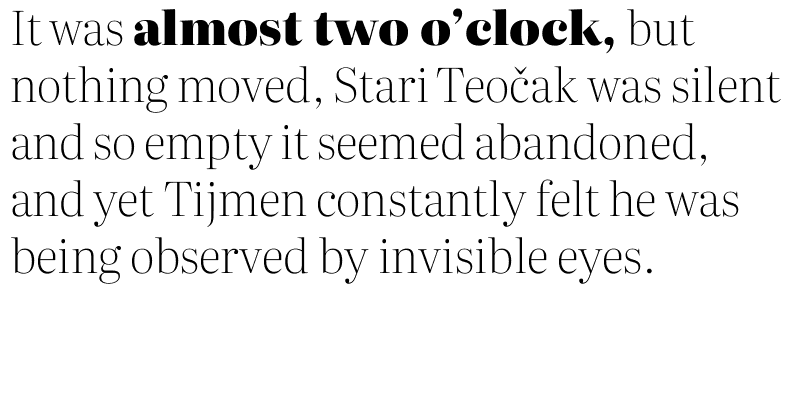 It was almost two o’clock, but
nothing moved, Stari Teočak was silent
and so empty it seemed abandoned,
and yet Tijmen constantly felt he was
being observed by invisible eyes.